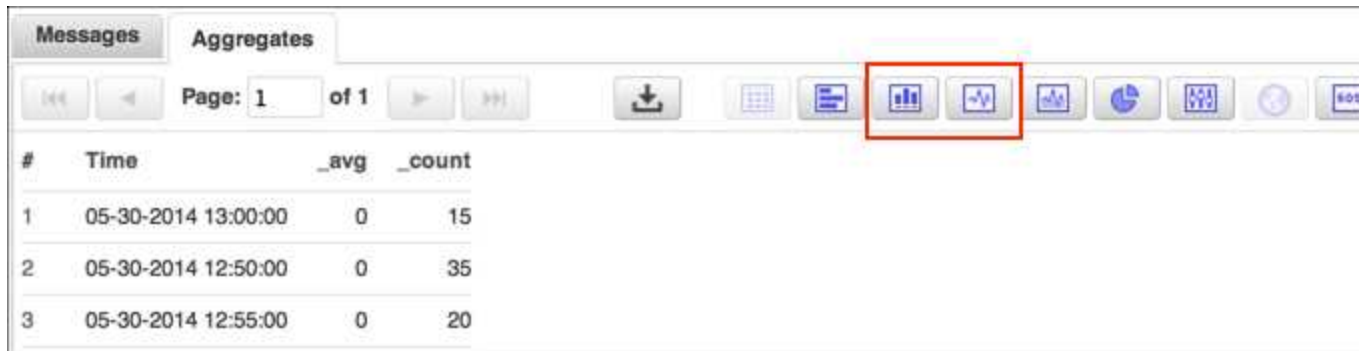 Messages Aggregates
Page: 1 of 1
# Time _avg _count
1 05-30-2014 13:00:00 0 15
2 05-30-2014 12:50:00 0 35
3 05-30-2014 12:55:00 0 20